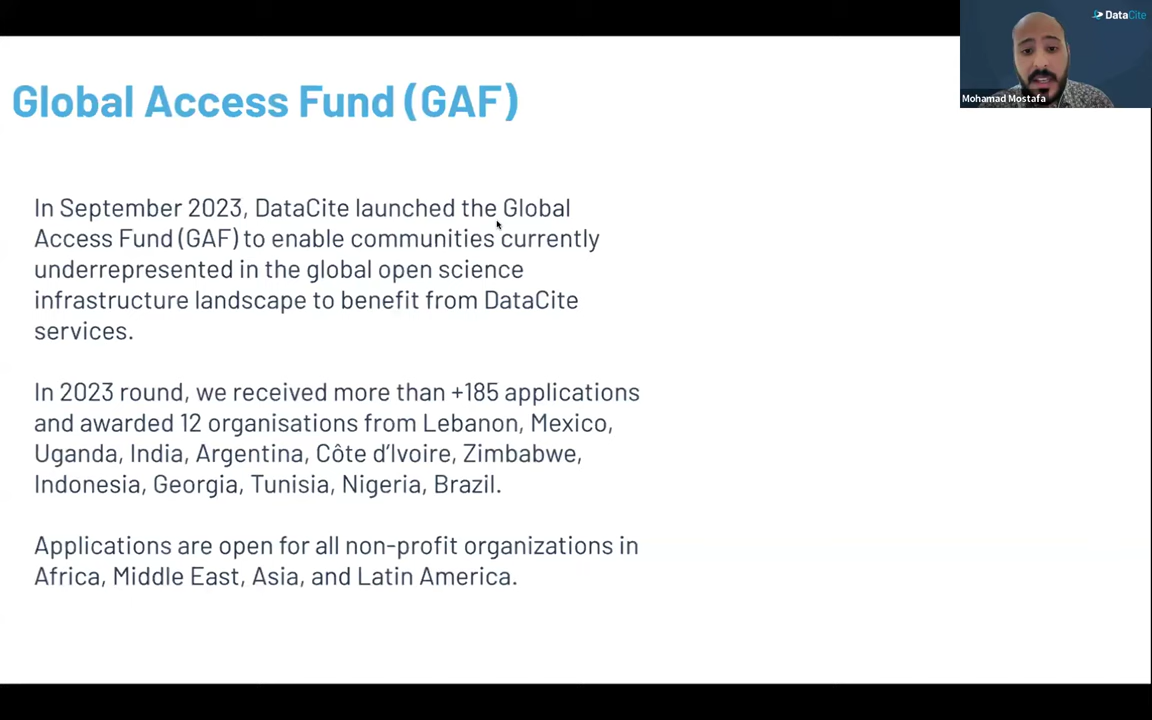 DataCite
Mohamad Mostafa
Global Access Fund (GAF)
In September 2023, DataCite launched the Global
Access Fund (GAF) to enable communities currently
underrepresented in the global open science
infrastructure landscape to benefit from DataCite
services.
In 2023 round, we received more than +185 applications
and awarded 12 organisations from Lebanon, Mexico,
Uganda, India, Argentina, Côte d’Ivoire, Zimbabwe,
Indonesia, Georgia, Tunisia, Nigeria, Brazil.
Applications are open for all non-profit organizations in
Africa, Middle East, Asia, and Latin America.